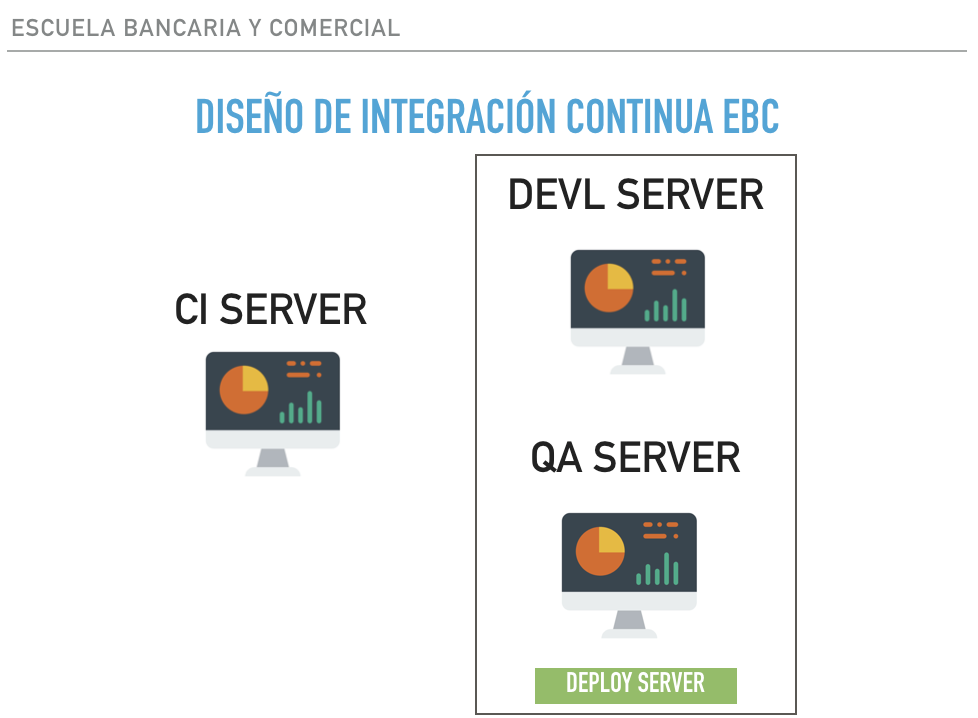 ESCUELA BANCARIA Y COMERCIAL
DISEÑO DE INTEGRACIÓN CONTINUA EBC
DEVL SERVER
CI SERVER
QA SERVER
DEPLOY SERVER